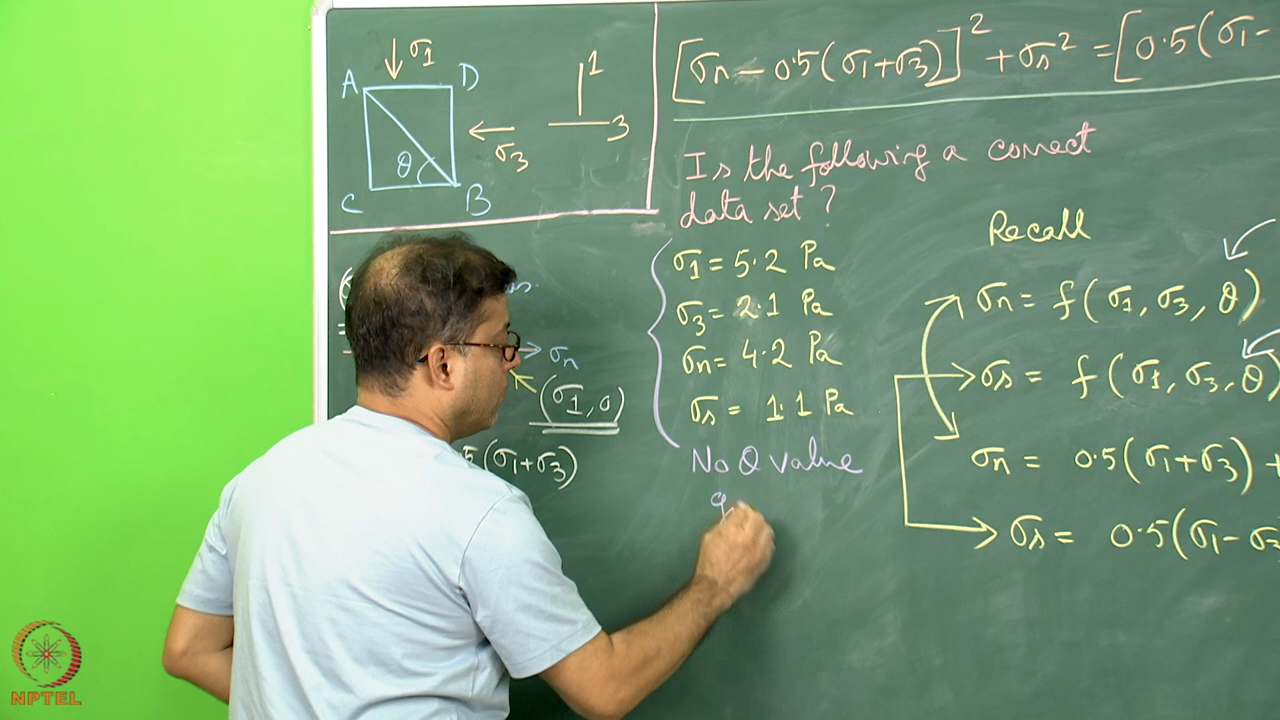 σ1
A D
1
3
σ3
θ
C B
[σn - 0.5(σ1+σ3)]² + σs² = [0.5(σ1-
Is the following a correct
data set?
σ1 = 5.2 Pa
σ3 = 2.1 Pa
σn = 4.2 Pa
σs = 1.1 Pa
No θ value
Recall
σn = f(σ1, σ3, θ)
σs = f(σ1, σ3, θ)
σn = 0.5(σ1+σ3) +
σs = 0.5(σ1-σ3
σn
(σ1, 0)
5(σ1+σ3)
NPTEL